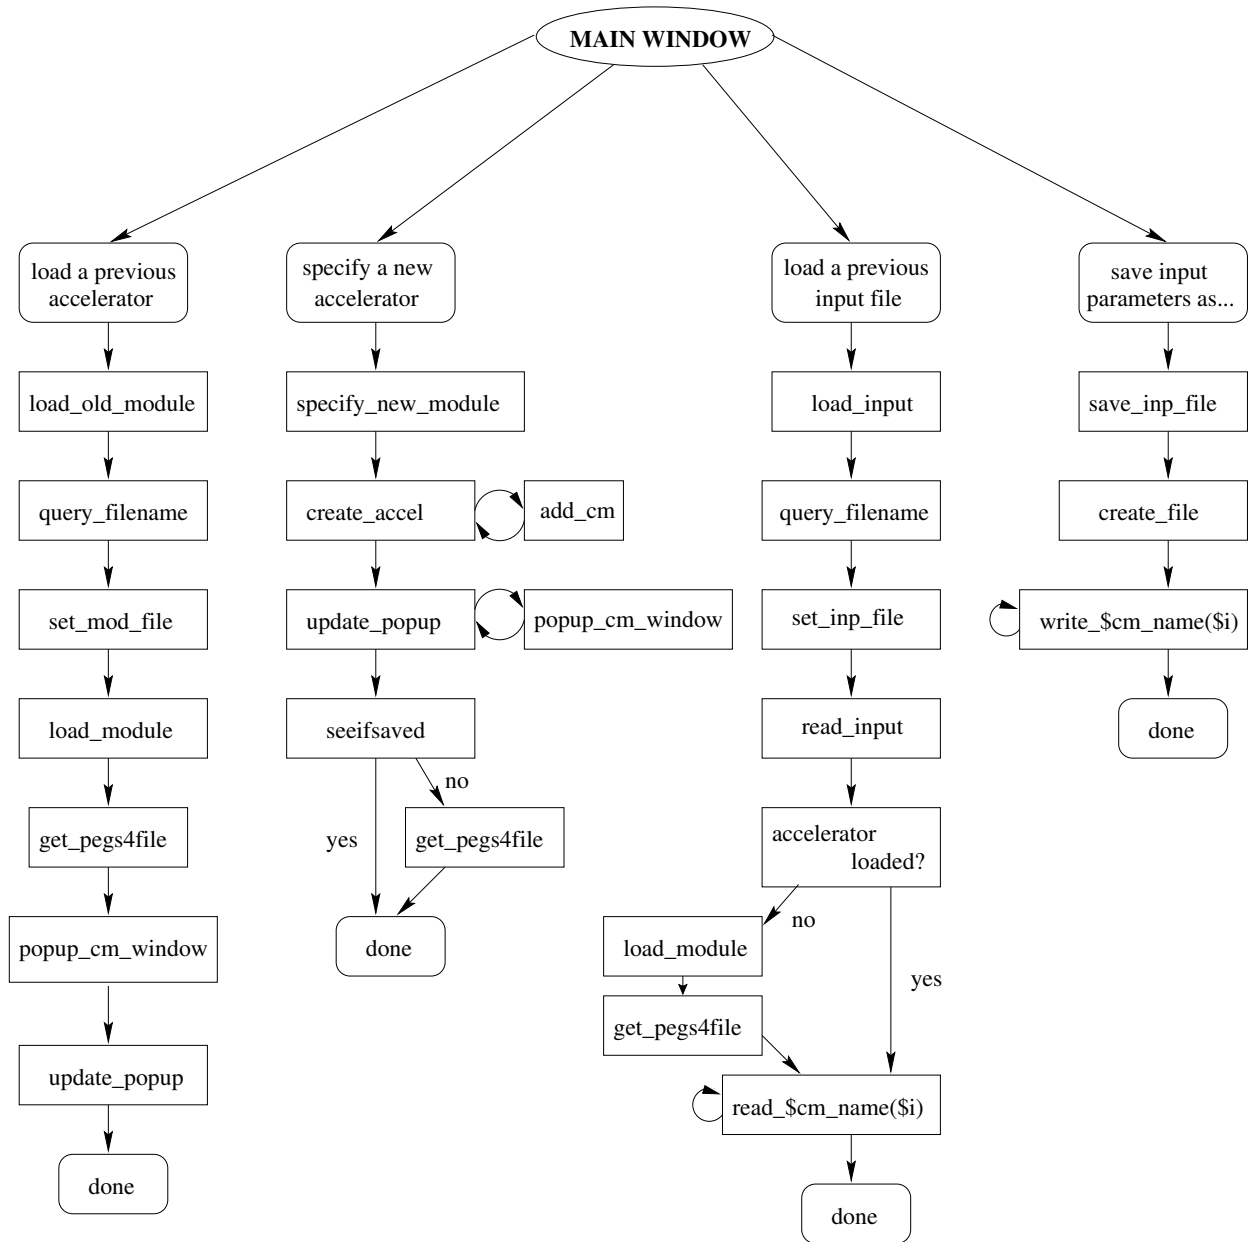 MAIN WINDOW
load a previous
accelerator
load_old_module
query_filename
set_mod_file
load_module
get_pegs4file
popup_cm_window
update_popup
done
specify a new
accelerator
specify_new_module
create_accel
add_cm
update_popup
popup_cm_window
seeifsaved
no
yes
get_pegs4file
done
load a previous
input file
load_input
query_filename
set_inp_file
read_input
accelerator
loaded?
no
load_module
yes
get_pegs4file
read_$cm_name($i)
done
save input
parameters as...
save_inp_file
create_file
write_$cm_name($i)
done